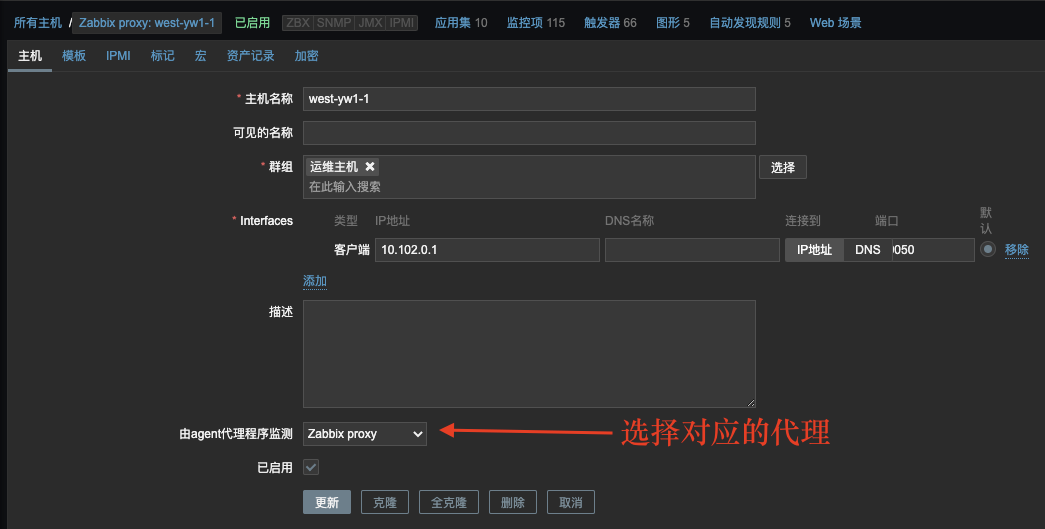 所有主机 / Zabbix proxy: west-yw1-1 已启用 ZBX SNMP JMX IPMI 应用集 10 监控项 115 触发器 66 图形 5 自动发现规则 5 Web 场景
主机 模板 IPMI 标记 宏 资产记录 加密
* 主机名称 west-yw1-1
可见的名称
* 群组 运维主机 ✖ 选择
在此输入搜索
* Interfaces 类型 IP地址 DNS名称 连接到 端口 默认
客户端 10.102.0.1 IP地址 DNS 050 移除
添加
描述
由agent代理程序监测 Zabbix proxy 选择对应的代理
已启用
更新 克隆 全克隆 删除 取消